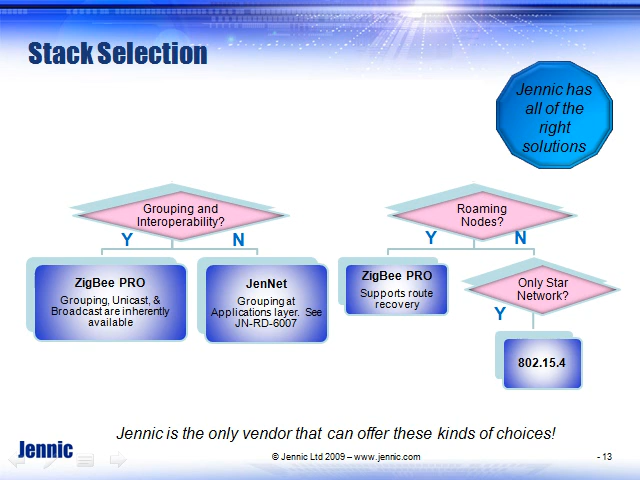 Stack Selection
Jennic has
all of the
right
solutions
Grouping and
Interoperability?
Y
N
ZigBee PRO
Grouping, Unicast, &
Broadcast are inherently
available
JenNet
Grouping at
Applications layer. See
JN-RD-6007
Roaming
Nodes?
Y
N
ZigBee PRO
Supports route
recovery
Only Star
Network?
Y
802.15.4
Jennic is the only vendor that can offer these kinds of choices!
Jennic
© Jennic Ltd 2009 – www.jennic.com
- 13